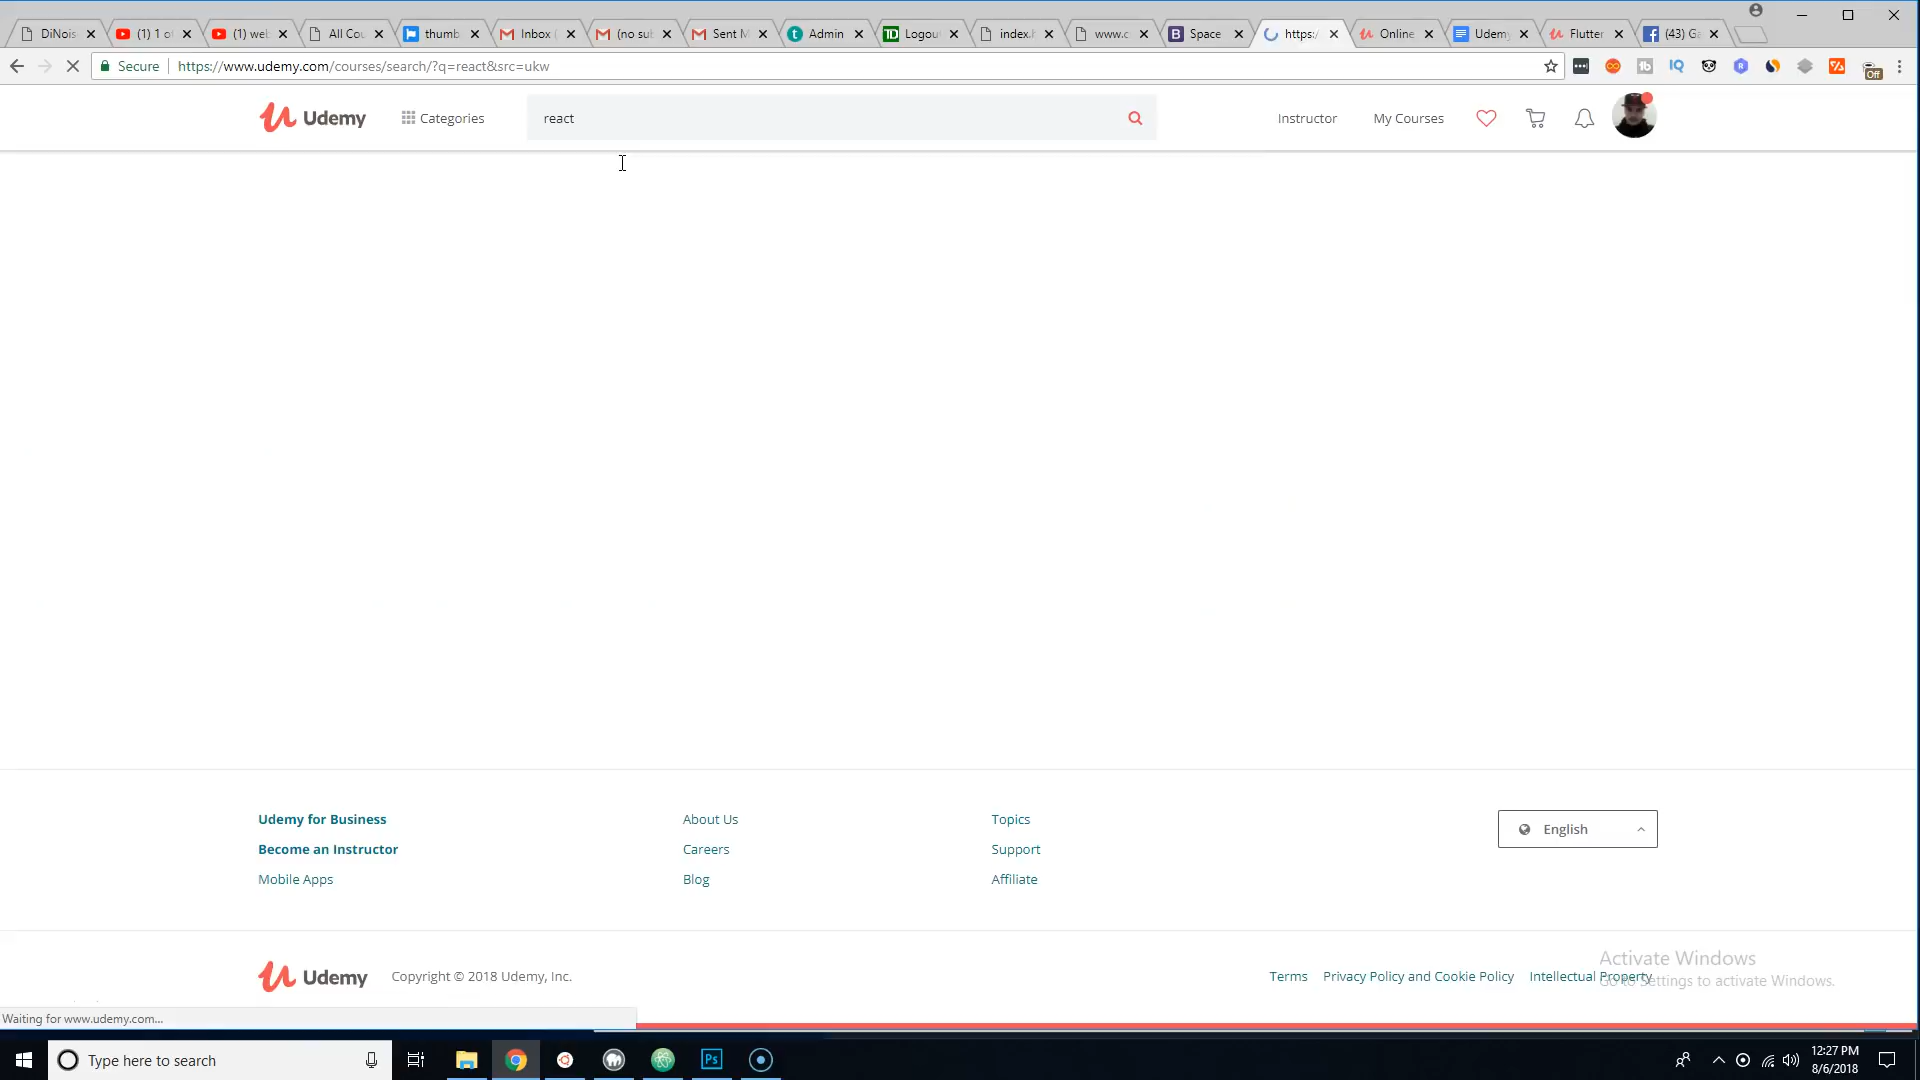 DiNois
(1) 1 of
(1) we
All Cou
thumb
Inbox (
(no su
Sent M
Admin
Logou
index.h
www.c
Space
https:/
Online
Udemy
Flutter
(43) G
Secure
https://www.udemy.com/courses/search/?q=react&src=ukw
Off
Udemy
Categories
react
Instructor
My Courses
Udemy for Business
About Us
Topics
English
Become an Instructor
Careers
Support
Mobile Apps
Blog
Affiliate
Udemy
Copyright © 2018 Udemy, Inc.
Terms
Privacy Policy and Cookie Policy
Intellectual Property
Activate Windows
Go to Settings to activate Windows.
Waiting for www.udemy.com...
Type here to search
Ps
12:27 PM
8/6/2018